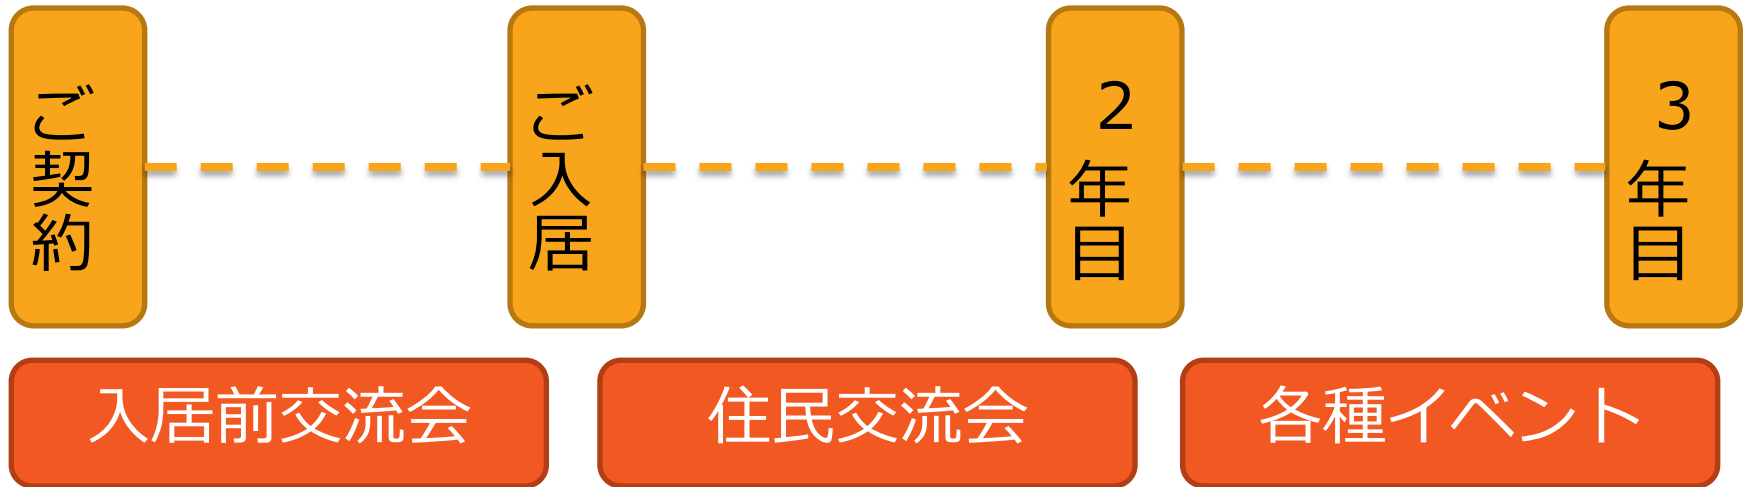 ご契約
ご入居
2年目
3年目
入居前交流会
住民交流会
各種イベント